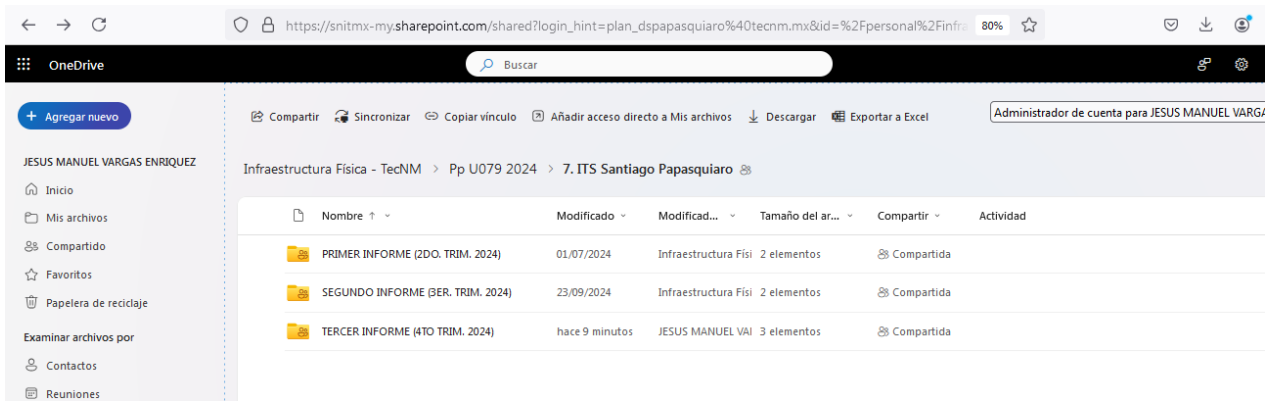 https://snitmx-my.sharepoint.com/shared?login_hint=plan_dspapasquiaro%40tecnm.mx&id=%2Fpersonal%2Finfra 80%
OneDrive Buscar
+ Agregar nuevo
Compartir Sincronizar Copiar vínculo Añadir acceso directo a Mis archivos Descargar Exportar a Excel
Administrador de cuenta para JESUS MANUEL VARGA
JESUS MANUEL VARGAS ENRIQUEZ
Inicio
Mis archivos
Compartido
Favoritos
Papelera de reciclaje
Examinar archivos por
Contactos
Reuniones
Infraestructura Física - TecNM > Pp U079 2024 > 7. ITS Santiago Papasquiaro
Nombre ↑ Modificado Modificad... Tamaño del ar... Compartir Actividad
PRIMER INFORME (2DO. TRIM. 2024) 01/07/2024 Infraestructura Físi 2 elementos Compartida
SEGUNDO INFORME (3ER. TRIM. 2024) 23/09/2024 Infraestructura Físi 2 elementos Compartida
TERCER INFORME (4TO TRIM. 2024) hace 9 minutos JESUS MANUEL VAI 3 elementos Compartida